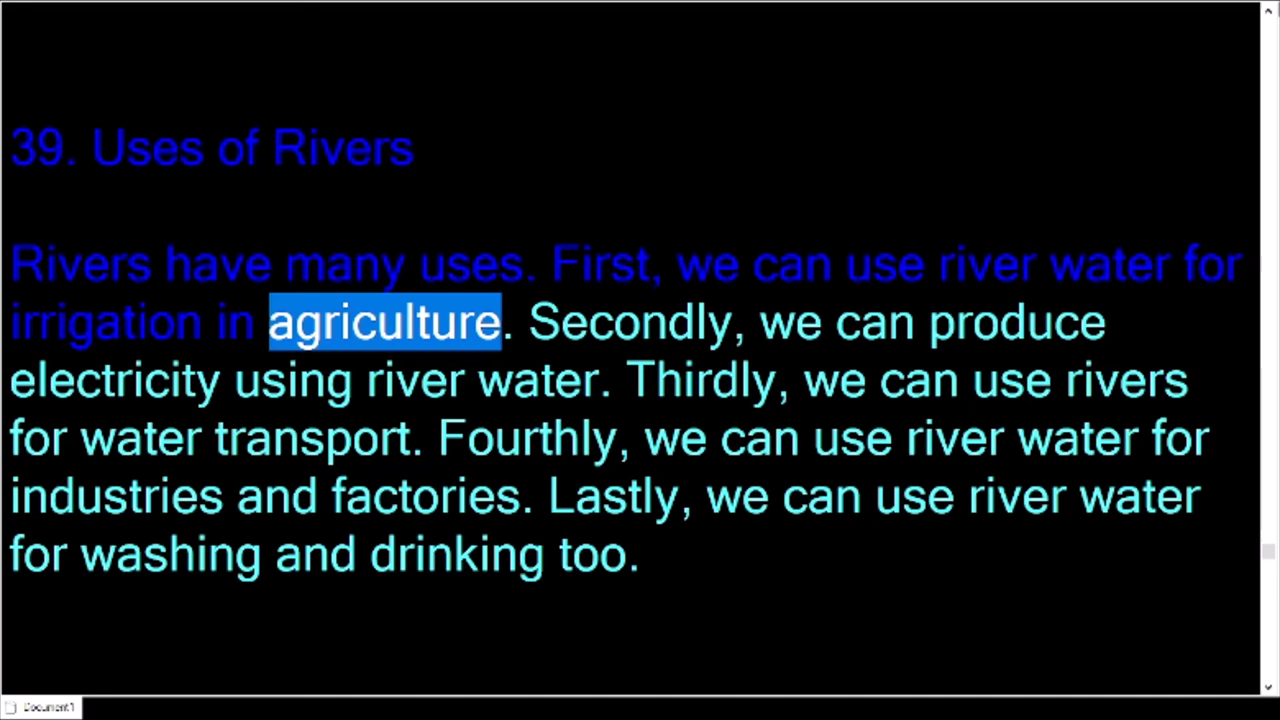 39. Uses of Rivers
Rivers have many uses. First, we can use river water for
irrigation in agriculture. Secondly, we can produce
electricity using river water. Thirdly, we can use rivers
for water transport. Fourthly, we can use river water for
industries and factories. Lastly, we can use river water
for washing and drinking too.
Document1